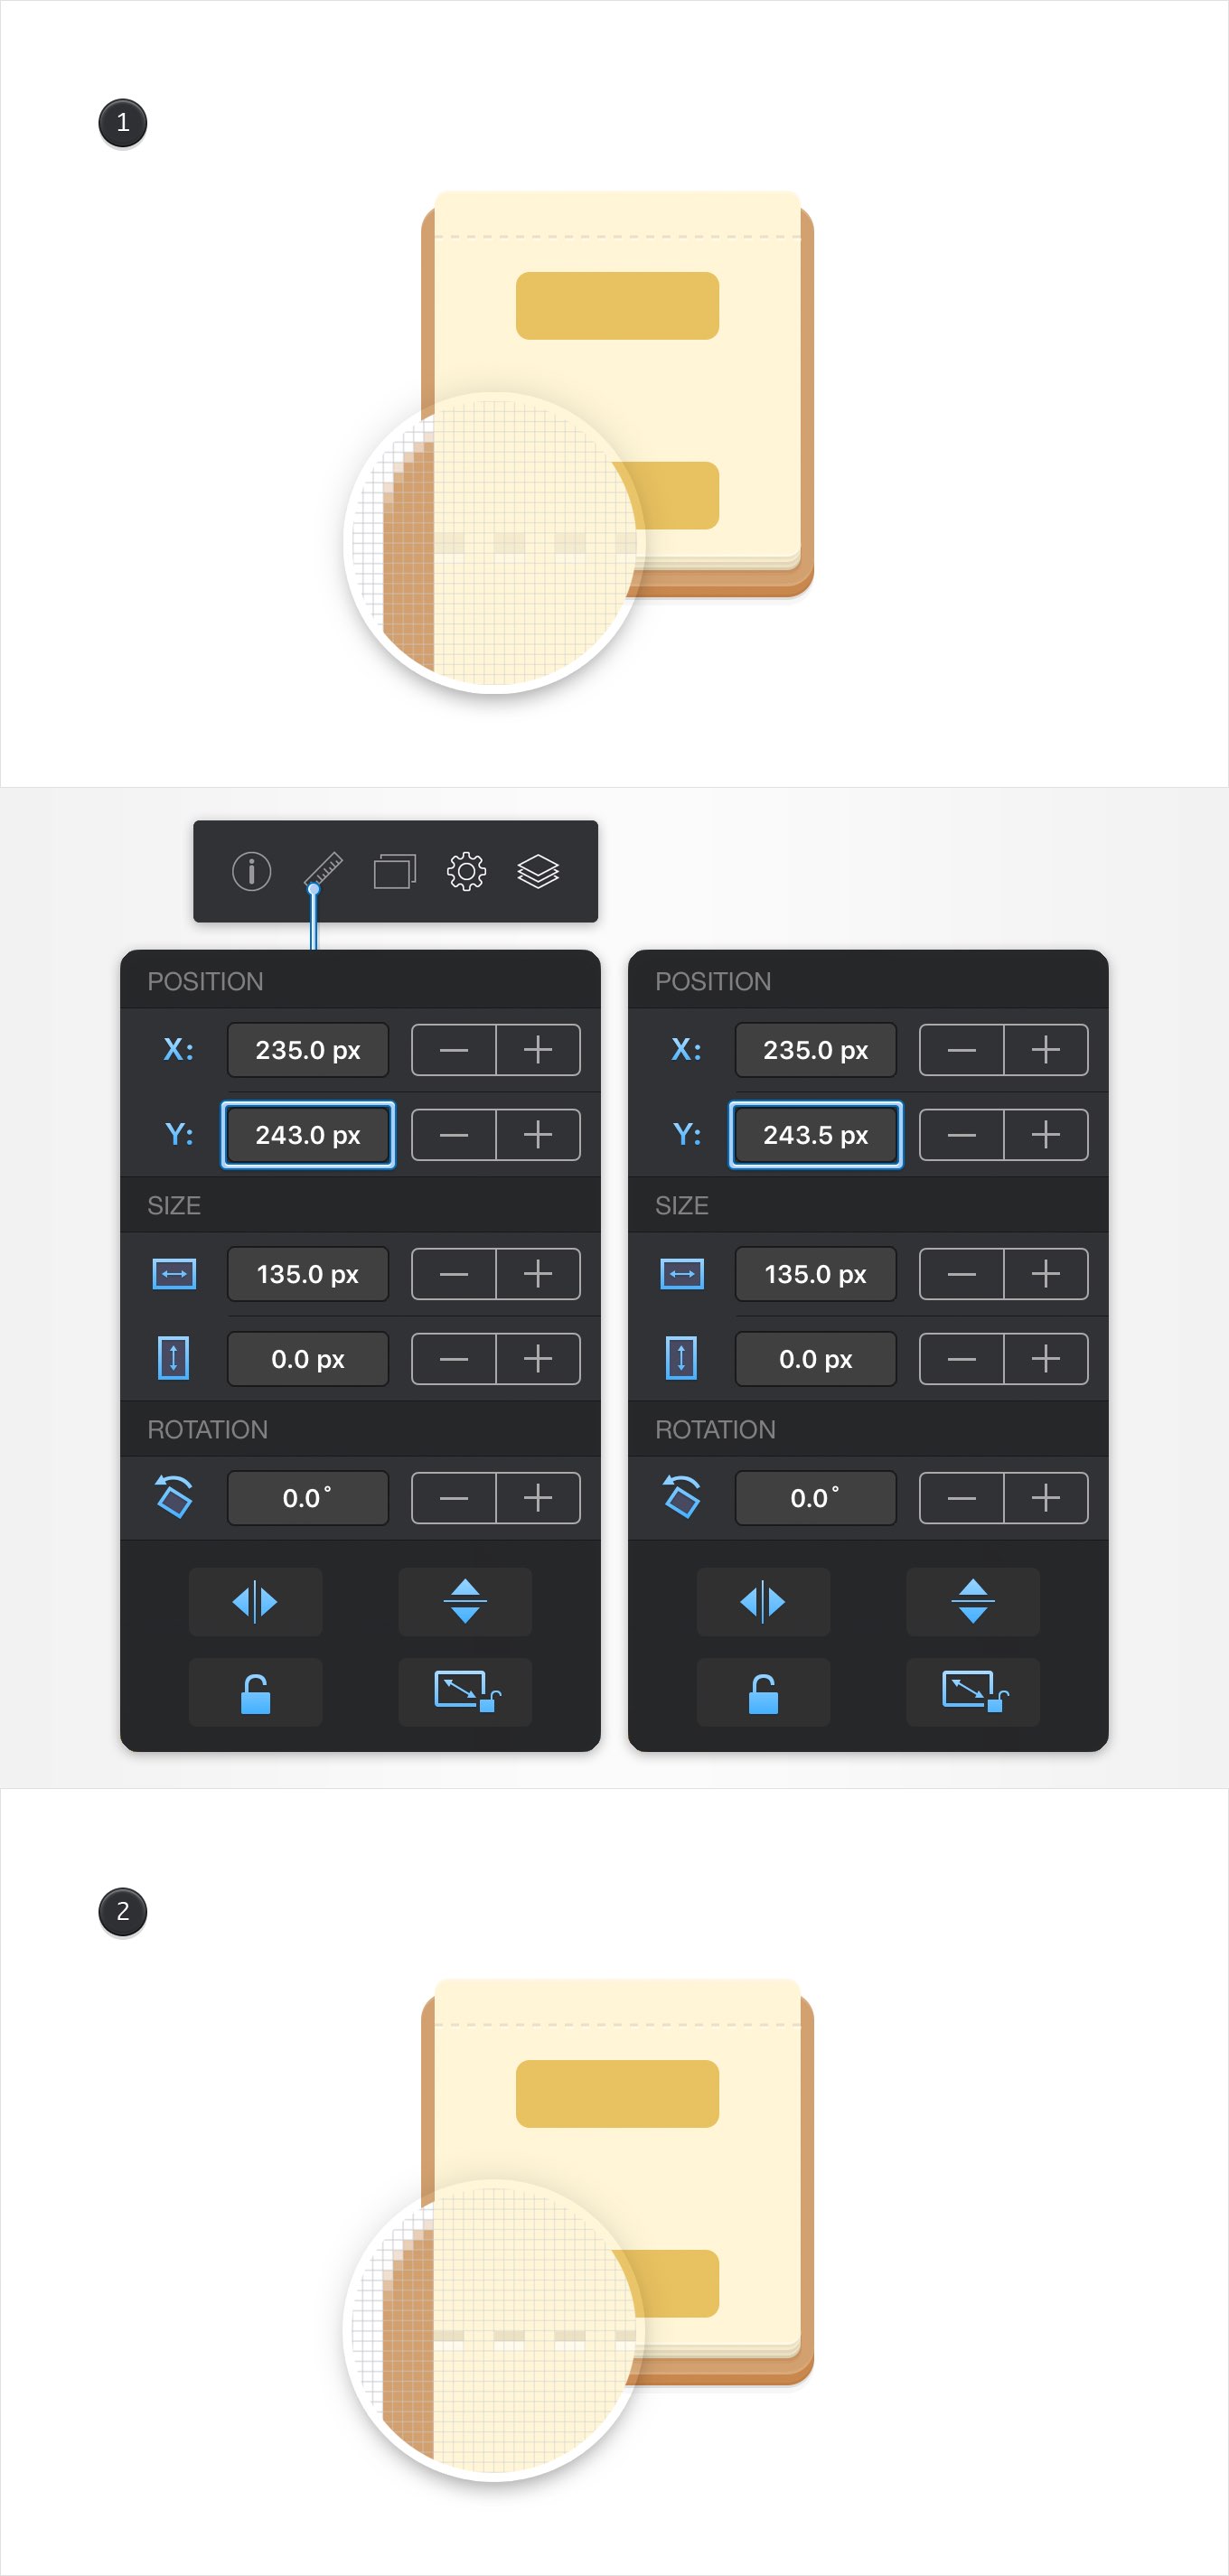 1
POSITION
X: 235.0 px
Y: 243.0 px
SIZE
135.0 px
0.0 px
ROTATION
0.0°
POSITION
X: 235.0 px
Y: 243.5 px
SIZE
135.0 px
0.0 px
ROTATION
0.0°
2